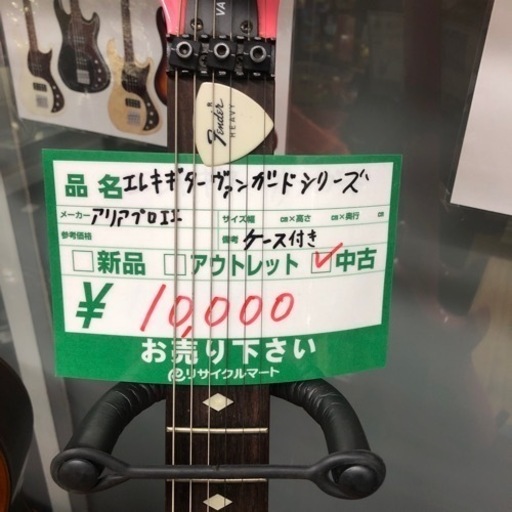 VA
Fender
HEAVY
品名 エレキギター ヴァンガードシリーズ
メーカー アリアプロII サイズ幅 cm×高さ cm×奥行 cm
参考価格 備考 ケース付き
新品 アウトレット 中古
¥ 10,000
お売り下さい
リサイクルマート